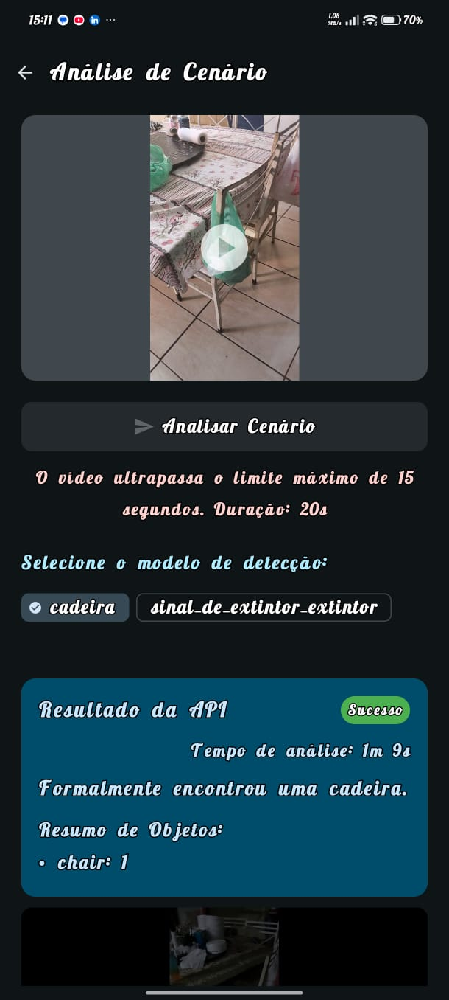 15:11
1,08
MB/s
70%
Análise de Cenário
Analisar Cenário
O vídeo ultrapassa o limite máximo de 15
segundos. Duração: 20s
Selecione o modelo de detecção:
cadeira
sinal_de_extintor_extintor
Resultado da API
Sucesso
Tempo de análise: 1m 9s
Formalmente encontrou uma cadeira.
Resumo de Objetos:
• chair: 1